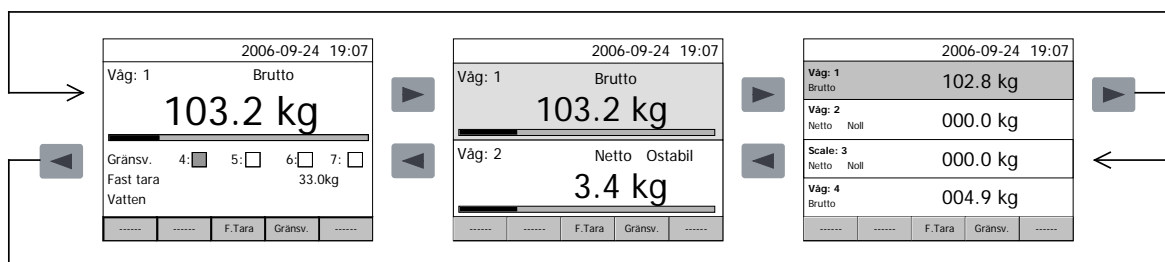 2006-09-24 19:07
Våg: 1 Brutto
103.2 kg
Gränsv. 4: 5: 6: 7:
Fast tara 33.0kg
Vatten
------ ------ F.Tara Gränsv. ------
2006-09-24 19:07
Våg: 1 Brutto
103.2 kg
Våg: 2 Netto Ostabil
3.4 kg
------ ------ F.Tara Gränsv. ------
2006-09-24 19:07
Våg: 1
Brutto 102.8 kg
Våg: 2
Netto Noll 000.0 kg
Scale: 3
Netto Noll 000.0 kg
Våg: 4
Brutto 004.9 kg
------ ------ F.Tara Gränsv. ------